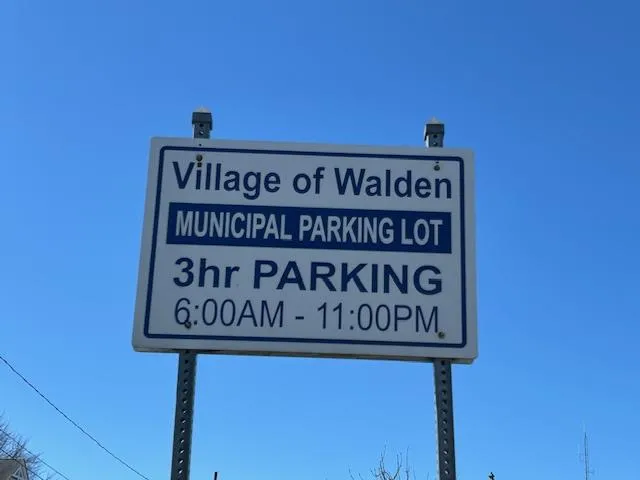 Village of Walden
MUNICIPAL PARKING LOT
3hr PARKING
6:00AM - 11:00PM